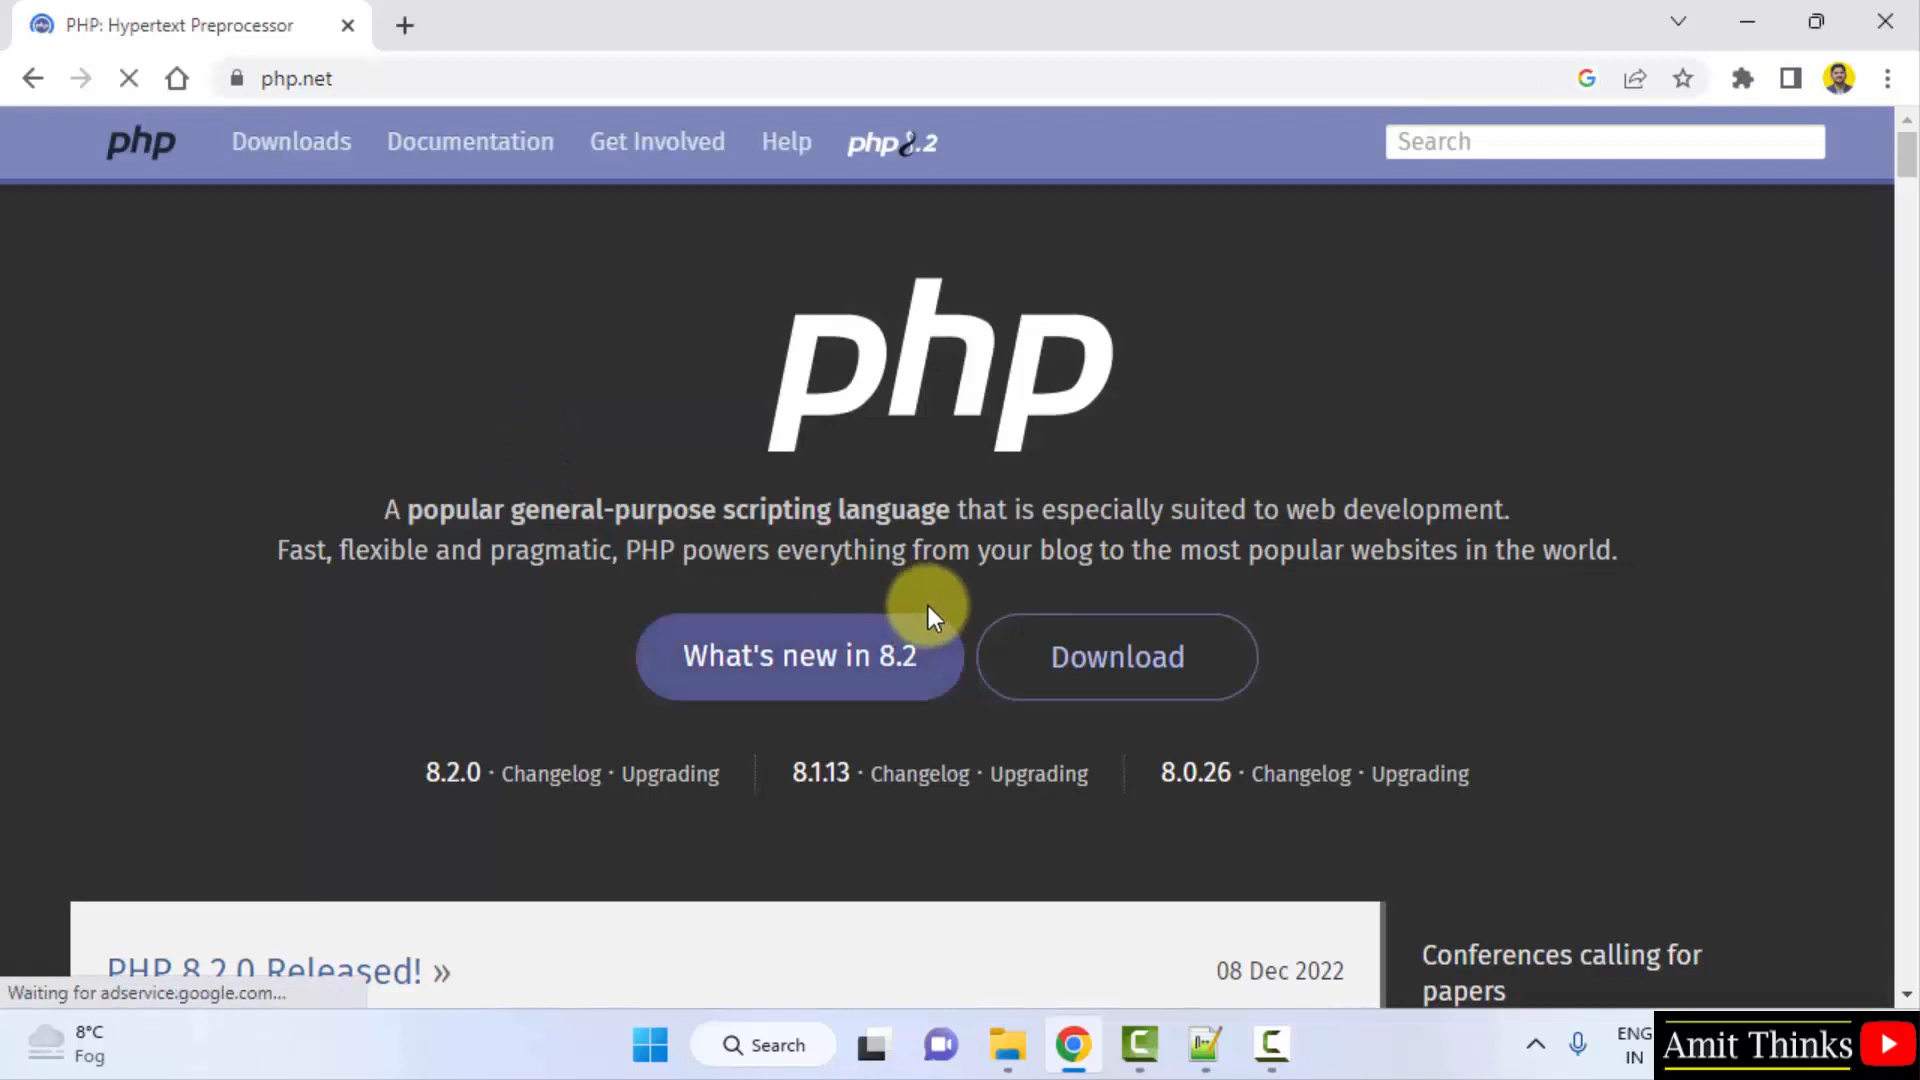 PHP: Hypertext Preprocessor
php.net
php Downloads Documentation Get Involved Help php8.2 Search
php
A popular general-purpose scripting language that is especially suited to web development.
Fast, flexible and pragmatic, PHP powers everything from your blog to the most popular websites in the world.
What's new in 8.2 Download
8.2.0 · Changelog · Upgrading 8.1.13 · Changelog · Upgrading 8.0.26 · Changelog · Upgrading
PHP 8.2.0 Released! » 08 Dec 2022
Conferences calling for
papers
Waiting for adservice.google.com...
8°C
Fog
Search
ENG
IN
Amit Thinks